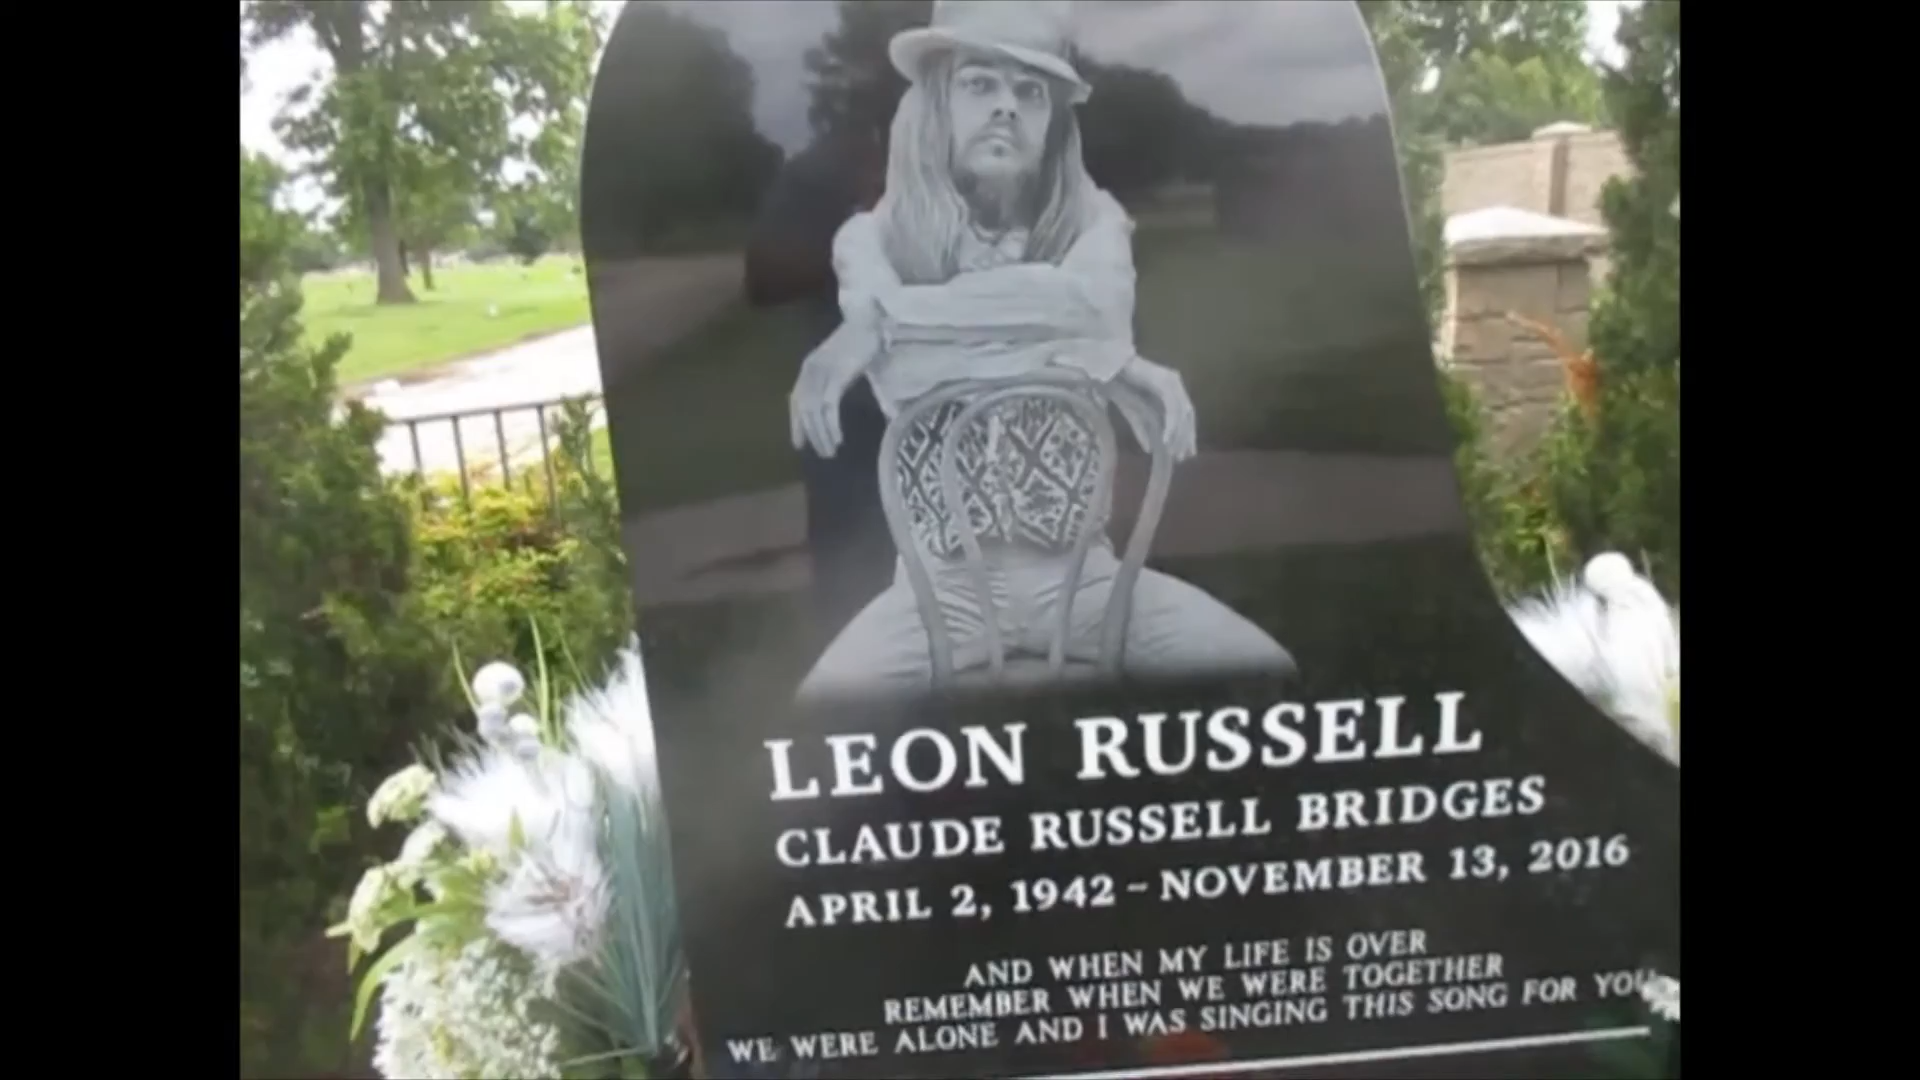 LEON RUSSELL
CLAUDE RUSSELL BRIDGES
APRIL 2, 1942 - NOVEMBER 13, 2016
AND WHEN MY LIFE IS OVER
REMEMBER WHEN WE WERE TOGETHER
WE WERE ALONE AND I WAS SINGING THIS SONG FOR YOU